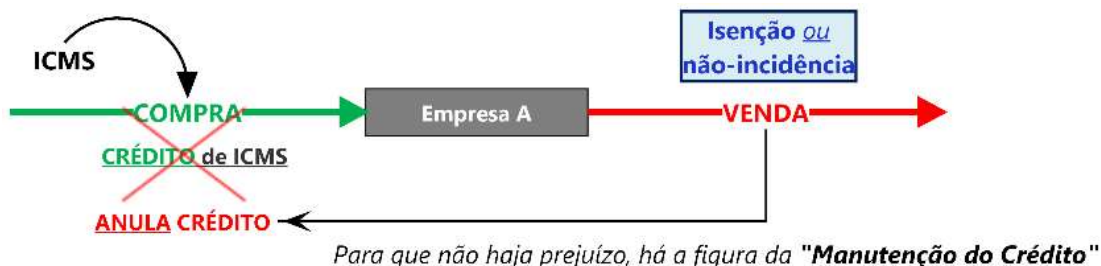 Isenção ou
não-incidência
ICMS
COMPRA
Empresa A
VENDA
CRÉDITO de ICMS
ANULA CRÉDITO
Para que não haja prejuízo, há a figura da "Manutenção do Crédito"